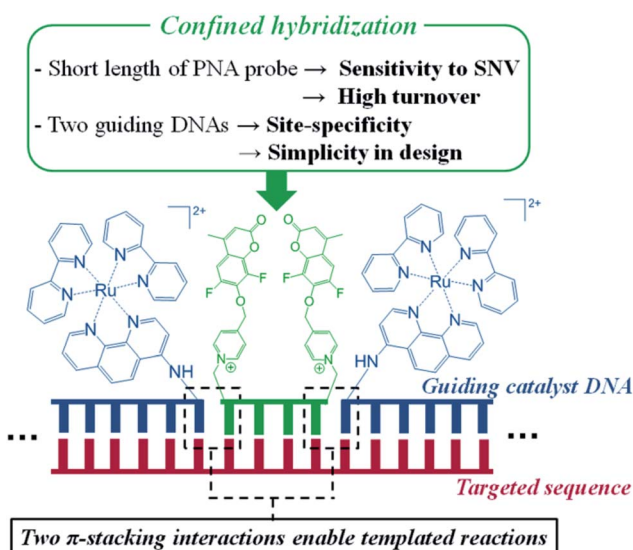 Confined hybridization
- Short length of PNA probe → Sensitivity to SNV
→ High turnover
- Two guiding DNAs → Site-specificity
→ Simplicity in design
2+
2+
O
O
O
O
N
N
N
N
Ru
N
N
F
F
O
F
F
O
N
N
N
N
Ru
N
N
NH
N
⊕
N
⊕
HN
Guiding catalyst DNA
...
...
Targeted sequence
Two π-stacking interactions enable templated reactions